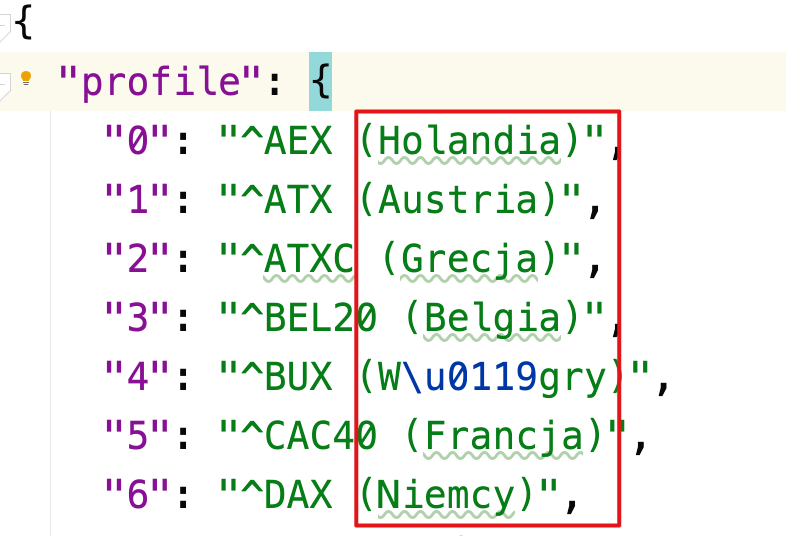 {
"profile": {
"0": "^AEX (Holandia)",
"1": "^ATX (Austria)",
"2": "^ATXC (Grecja)",
"3": "^BEL20 (Belgia)",
"4": "^BUX (W\u0119gry)",
"5": "^CAC40 (Francja)",
"6": "^DAX (Niemcy)",